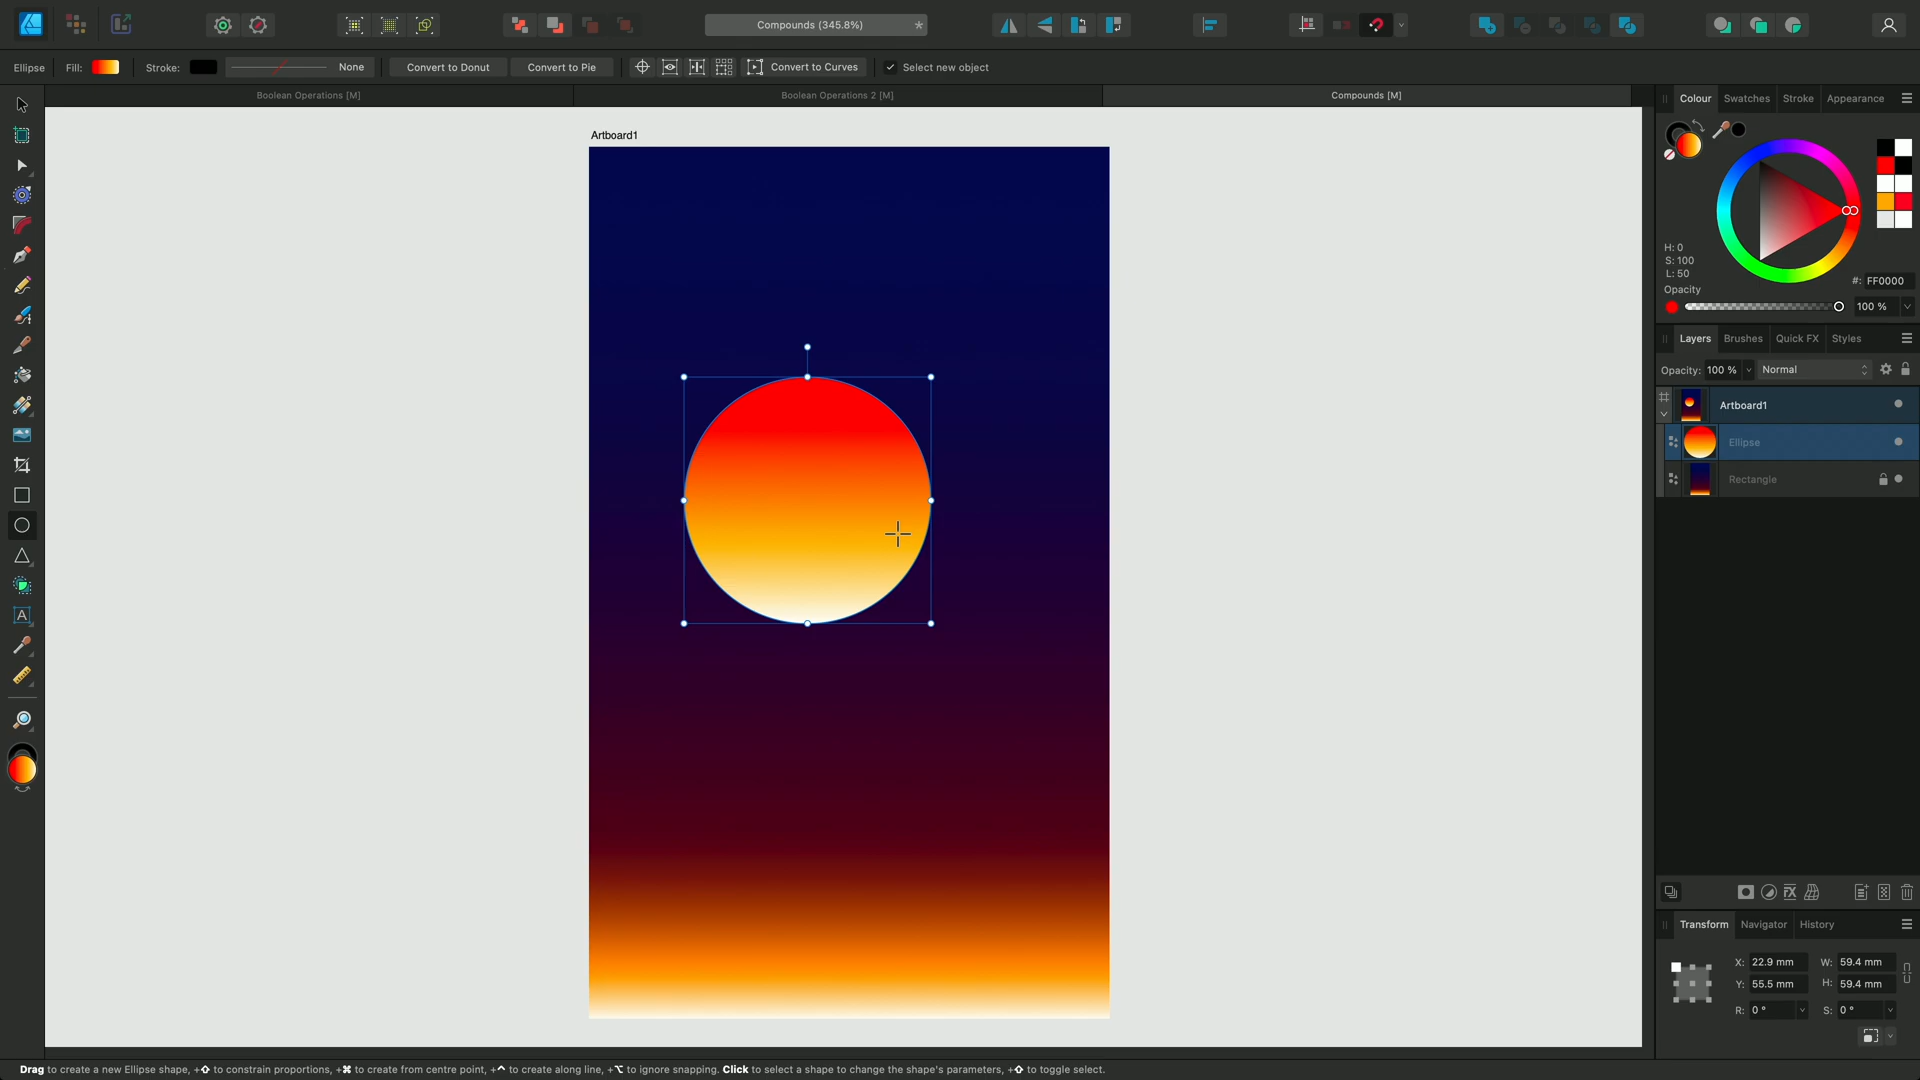 Compounds (345.8%) *
Ellipse Fill: Stroke: None Convert to Donut Convert to Pie Convert to Curves Select new object
Boolean Operations [M] Boolean Operations 2 [M] Compounds [M]
Colour Swatches Stroke Appearance
Artboard1
H: 0
S: 100
L: 50
#: FF0000
Opacity
100 %
Layers Brushes Quick FX Styles
Opacity: 100 % Normal
Artboard1
Ellipse
Rectangle
A
Transform Navigator History
X: 22.9 mm W: 59.4 mm
Y: 55.5 mm H: 59.4 mm
R: 0 ° S: 0 °
Drag to create a new Ellipse shape, +⇧ to constrain proportions, +⌘ to create from centre point, +^ to create along line, +⌥ to ignore snapping. Click to select a shape to change the shape's parameters, +⇧ to toggle select.